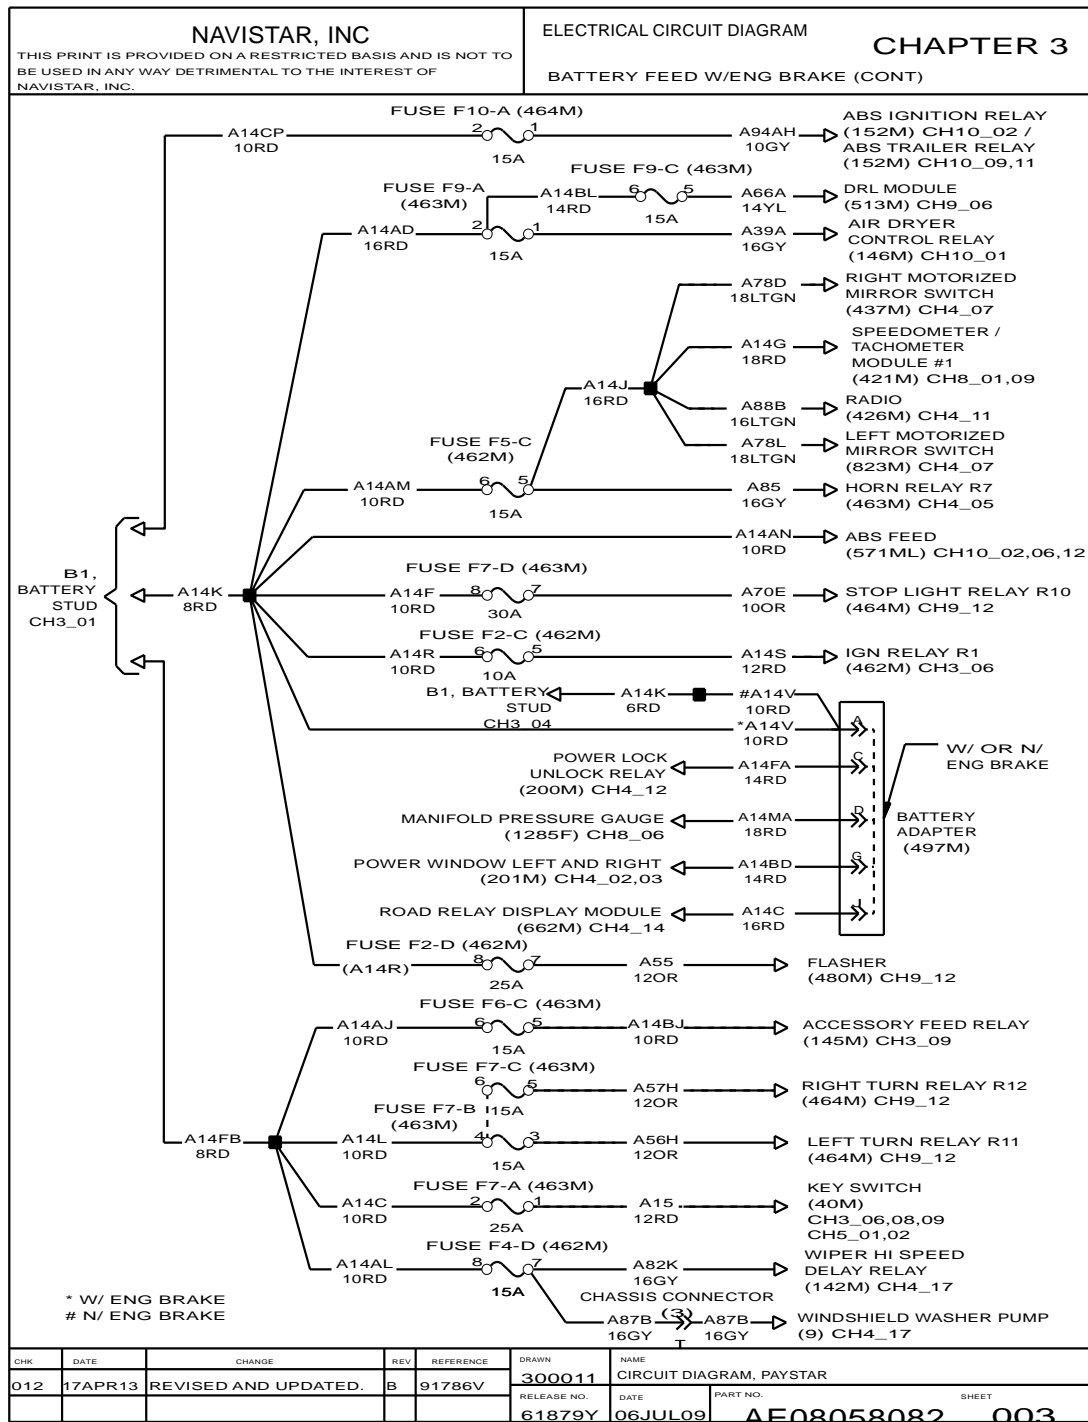 NAVISTAR, INC
THIS PRINT IS PROVIDED ON A RESTRICTED BASIS AND IS NOT TO
BE USED IN ANY WAY DETRIMENTAL TO THE INTEREST OF
NAVISTAR, INC.
ELECTRICAL CIRCUIT DIAGRAM
CHAPTER 3
BATTERY FEED W/ENG BRAKE (CONT)
FUSE F10-A (464M)
A14CP
10RD
2 1
15A
A94AH
10GY
ABS IGNITION RELAY
(152M) CH10_02 /
ABS TRAILER RELAY
(152M) CH10_09,11
FUSE F9-C (463M)
FUSE F9-A
(463M)
A14BL
14RD
6 5
15A
A66A
14YL
DRL MODULE
(513M) CH9_06
A14AD
16RD
2 1
15A
A39A
16GY
AIR DRYER
CONTROL RELAY
(146M) CH10_01
A78D
18LTGN
RIGHT MOTORIZED
MIRROR SWITCH
(437M) CH4_07
A14G
18RD
SPEEDOMETER /
TACHOMETER
MODULE #1
(421M) CH8_01,09
A14J
16RD
A88B
16LTGN
RADIO
(426M) CH4_11
A78L
18LTGN
LEFT MOTORIZED
MIRROR SWITCH
(823M) CH4_07
FUSE F5-C
(462M)
A14AM
10RD
6 5
15A
A85
16GY
HORN RELAY R7
(463M) CH4_05
A14AN
10RD
ABS FEED
(571ML) CH10_02,06,12
B1,
BATTERY
STUD
CH3_01
A14K
8RD
FUSE F7-D (463M)
A14F
10RD
8 7
30A
A70E
10OR
STOP LIGHT RELAY R10
(464M) CH9_12
FUSE F2-C (462M)
A14R
10RD
6 5
10A
A14S
12RD
IGN RELAY R1
(462M) CH3_06
B1, BATTERY
STUD
CH3_04
A14K
6RD
#A14V
10RD
*A14V
10RD
A
W/ OR N/
ENG BRAKE
POWER LOCK
UNLOCK RELAY
(200M) CH4_12
A14FA
14RD
C
MANIFOLD PRESSURE GAUGE
(1285F) CH8_06
A14MA
18RD
D
BATTERY
ADAPTER
(497M)
POWER WINDOW LEFT AND RIGHT
(201M) CH4_02,03
A14BD
14RD
G
ROAD RELAY DISPLAY MODULE
(662M) CH4_14
A14C
16RD
J
FUSE F2-D (462M)
(A14R)
8 7
25A
A55
12OR
FLASHER
(480M) CH9_12
FUSE F6-C (463M)
A14AJ
10RD
6 5
15A
A14BJ
10RD
ACCESSORY FEED RELAY
(145M) CH3_09
FUSE F7-C (463M)
6 5
15A
A57H
12OR
RIGHT TURN RELAY R12
(464M) CH9_12
FUSE F7-B
(463M)
A14FB
8RD
A14L
10RD
4 3
15A
A56H
12OR
LEFT TURN RELAY R11
(464M) CH9_12
FUSE F7-A (463M)
A14C
10RD
2 1
25A
A15
12RD
KEY SWITCH
(40M)
CH3_06,08,09
CH5_01,02
FUSE F4-D (462M)
A14AL
10RD
8 7
15A
A82K
16GY
WIPER HI SPEED
DELAY RELAY
(142M) CH4_17
CHASSIS CONNECTOR
(3)
A87B
16GY
A87B
16GY
T
WINDSHIELD WASHER PUMP
(9) CH4_17
* W/ ENG BRAKE
# N/ ENG BRAKE
CHK DATE CHANGE REV REFERENCE
012 17APR13 REVISED AND UPDATED. B 91786V
DRAWN
300011
NAME
CIRCUIT DIAGRAM, PAYSTAR
RELEASE NO.
61879Y
DATE
06JUL09
PART NO.
AE08058082
SHEET
003